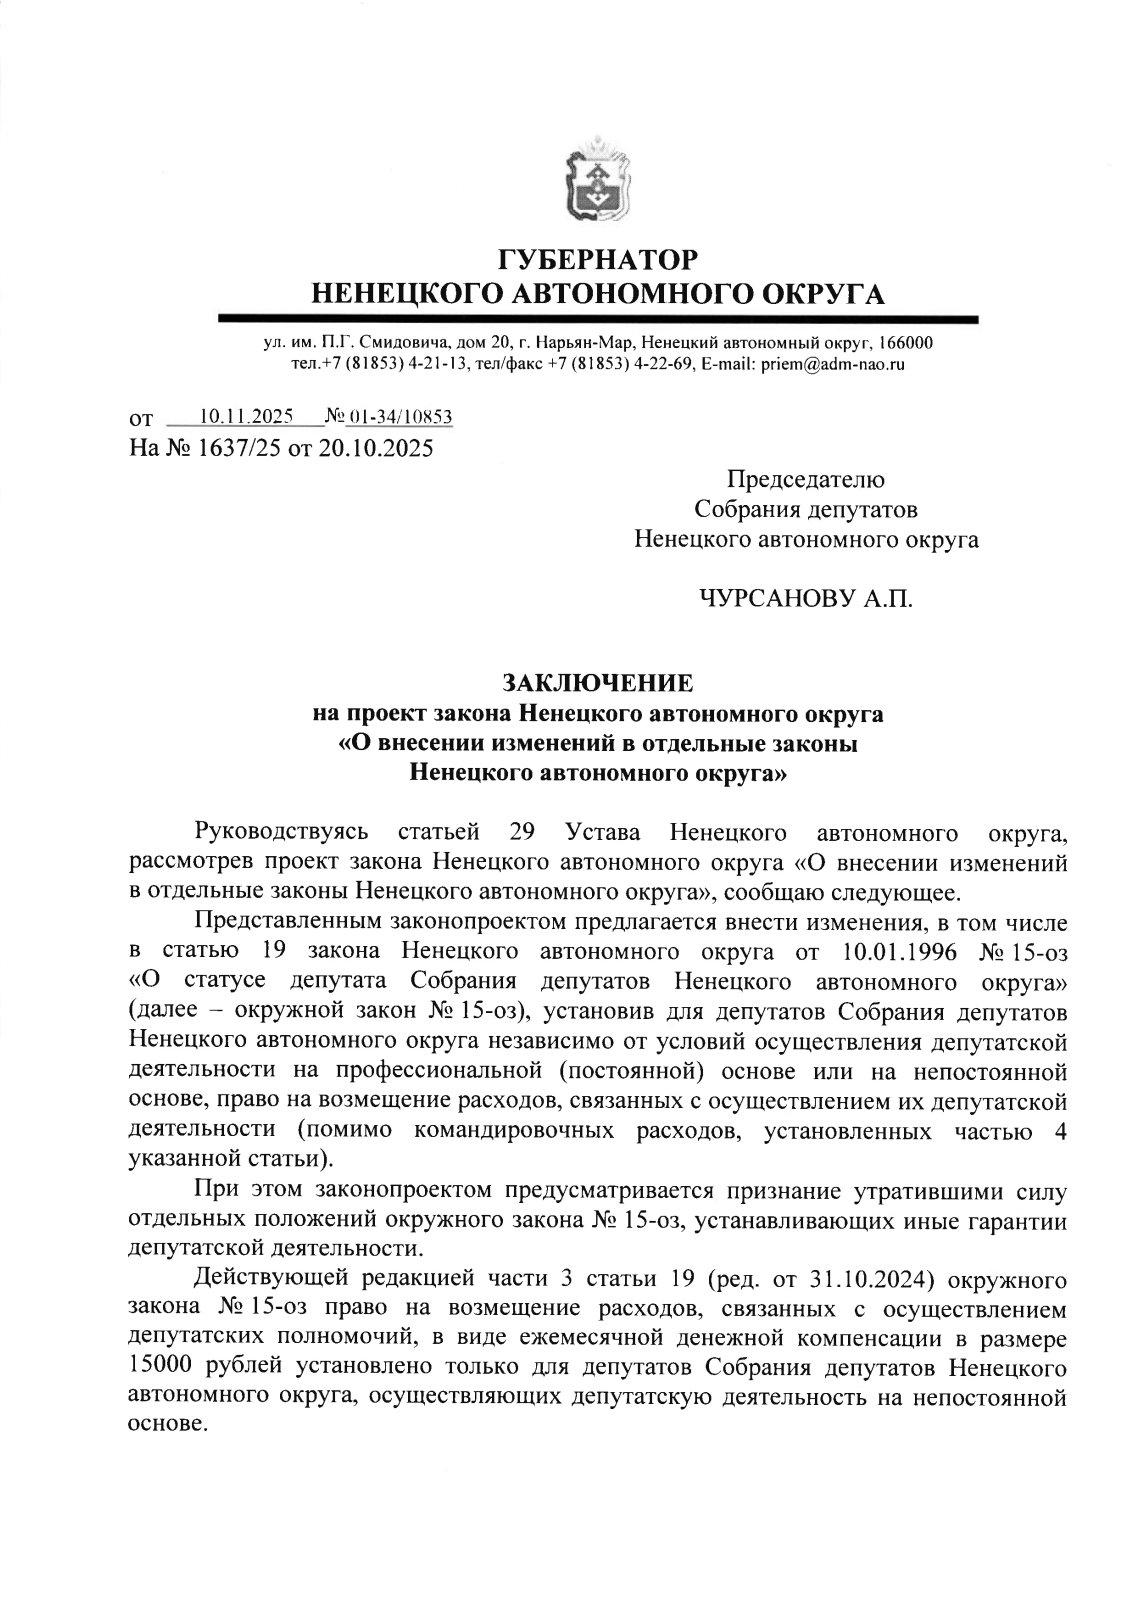 ГУБЕРНАТОР
НЕНЕЦКОГО АВТОНОМНОГО ОКРУГА
ул. им. П.Г. Смидовича, дом 20, г. Нарьян-Мар, Ненецкий автономный округ, 166000
тел.+7 (81853) 4-21-13, тел/факс +7 (81853) 4-22-69, E-mail: priem@adm-nao.ru
от 10.11.2025 № 01-34/10853
На № 1637/25 от 20.10.2025
Председателю
Собрания депутатов
Ненецкого автономного округа
ЧУРСАНОВУ А.П.
ЗАКЛЮЧЕНИЕ
на проект закона Ненецкого автономного округа
«О внесении изменений в отдельные законы
Ненецкого автономного округа»
Руководствуясь статьей 29 Устава Ненецкого автономного округа,
рассмотрев проект закона Ненецкого автономного округа «О внесении изменений
в отдельные законы Ненецкого автономного округа», сообщаю следующее.
Представленным законопроектом предлагается внести изменения, в том числе
в статью 19 закона Ненецкого автономного округа от 10.01.1996 № 15-оз
«О статусе депутата Собрания депутатов Ненецкого автономного округа»
(далее – окружной закон № 15-оз), установив для депутатов Собрания депутатов
Ненецкого автономного округа независимо от условий осуществления депутатской
деятельности на профессиональной (постоянной) основе или на непостоянной
основе, право на возмещение расходов, связанных с осуществлением их депутатской
деятельности (помимо командировочных расходов, установленных частью 4
указанной статьи).
При этом законопроектом предусматривается признание утратившими силу
отдельных положений окружного закона № 15-оз, устанавливающих иные гарантии
депутатской деятельности.
Действующей редакцией части 3 статьи 19 (ред. от 31.10.2024) окружного
закона № 15-оз право на возмещение расходов, связанных с осуществлением
депутатских полномочий, в виде ежемесячной денежной компенсации в размере
15000 рублей установлено только для депутатов Собрания депутатов Ненецкого
автономного округа, осуществляющих депутатскую деятельность на непостоянной
основе.